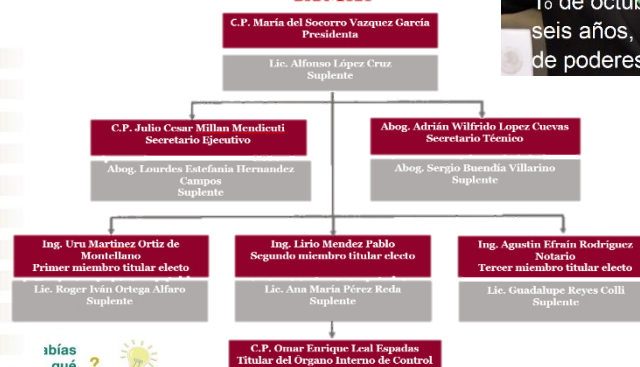 C.P. María del Socorro Vazquez García
Presidenta
Lic. Alfonso López Cruz
Suplente
1o de octub
seis años,
de poderes
C.P. Julio Cesar Millan Mendicuti
Secretario Ejecutivo
Abog. Lourdes Estefania Hernandez
Campos
Suplente
Abog. Adrián Wilfrido Lopez Cuevas
Secretario Técnico
Abog. Sergio Buendía Villarino
Suplente
Ing. Uru Martinez Ortiz de
Montellano
Primer miembro titular electo
Lic. Roger Iván Ortega Alfaro
Suplente
Ing. Lirio Mendez Pablo
Segundo miembro titular electo
Lic. Ana María Pérez Reda
Suplente
Ing. Agustin Efraín Rodríguez
Notario
Tercer miembro titular electo
Lic. Guadalupe Reyes Colli
Suplente
C.P. Omar Enrique Leal Espadas
Titular del Órgano Interno de Control
abías
qué ?